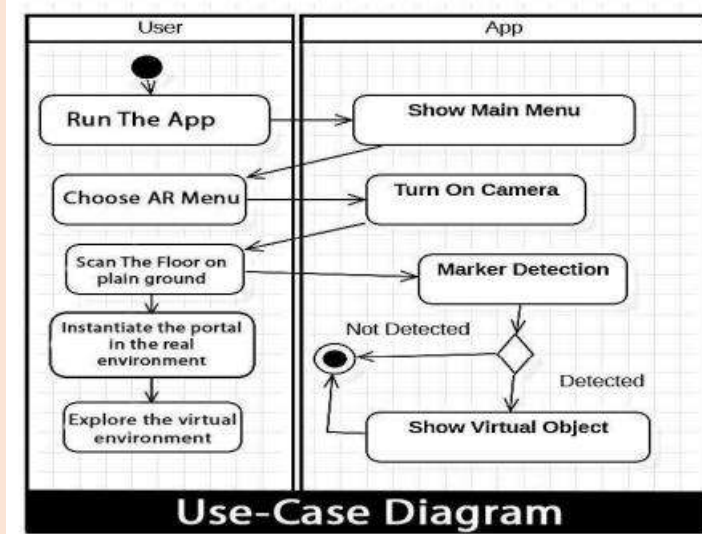 User
App
Run The App
Show Main Menu
Choose AR Menu
Turn On Camera
Scan The Floor on
plain ground
Marker Detection
Instantiate the portal
in the real
environment
Not Detected
Detected
Explore the virtual
environment
Show Virtual Object
Use-Case Diagram